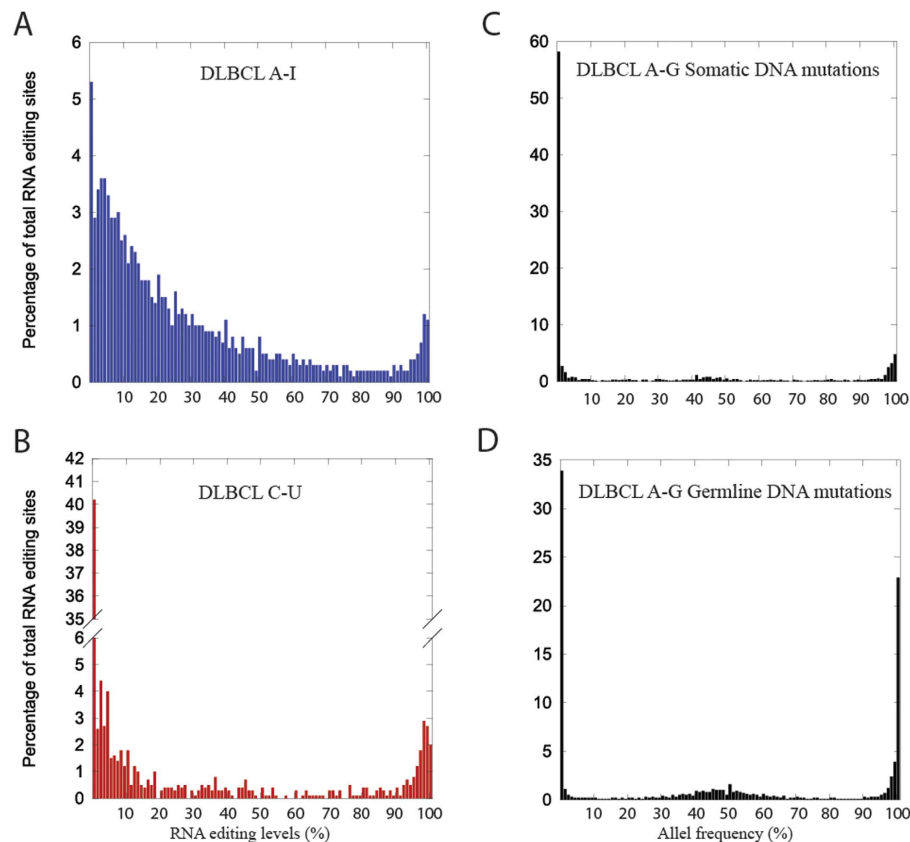 A
Percentage of total RNA editing sites
6
5
4
3
2
1
0
DLBCL A-I
10 20 30 40 50 60 70 80 90 100
B
Percentage of total RNA editing sites
42
41
40
39
38
37
36
35
6
5
4
3
2
1
0
DLBCL C-U
10 20 30 40 50 60 70 80 90 100
RNA editing levels (%)
C
60
50
40
30
20
10
0
DLBCL A-G Somatic DNA mutations
10 20 30 40 50 60 70 80 90 100
D
35
30
25
20
15
10
5
0
DLBCL A-G Germline DNA mutations
10 20 30 40 50 60 70 80 90 100
Allel frequency (%)